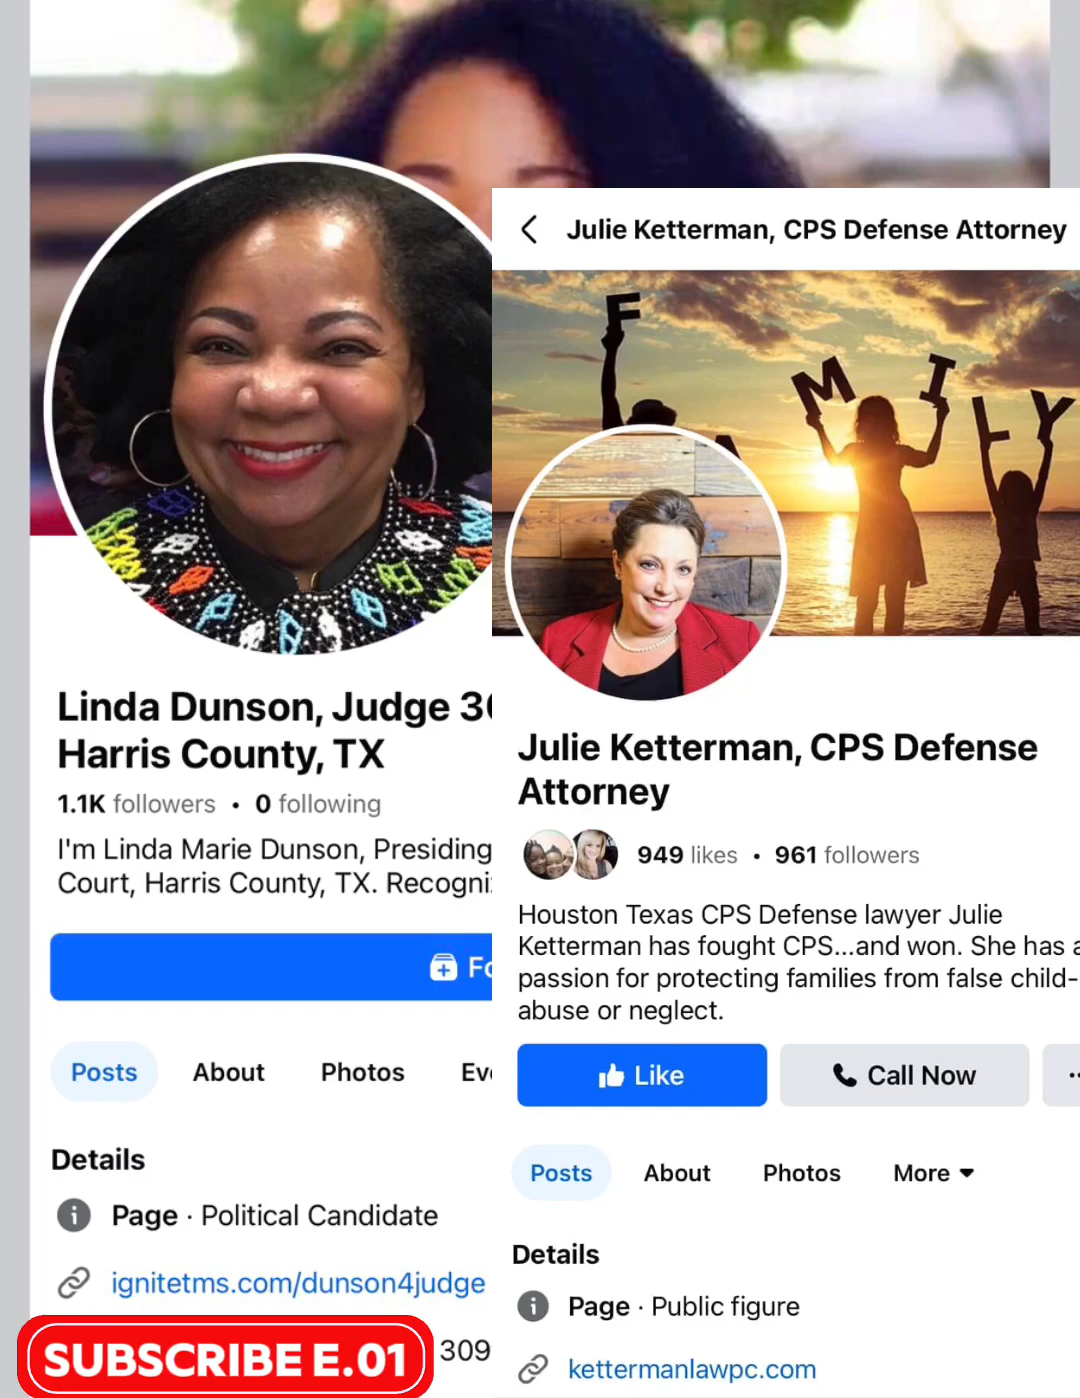 Linda Dunson, Judge
Harris County, TX
1.1K followers • 0 following
I'm Linda Marie Dunson, Presiding
Court, Harris County, TX.
Posts
About
Photos
Details
Page · Political Candidate
ignitetms.com/dunson4judge
309
SUBSCRIBE E.01
Julie Ketterman, CPS Defense Attorney
F
M
I
L
Y
Julie Ketterman, CPS Defense
Attorney
949 likes • 961 followers
Houston Texas CPS Defense lawyer Julie
Ketterman has fought CPS...and won. She has a
passion for protecting families from false child-
abuse or neglect.
Like
Call Now
Posts
About
Photos
More
Details
Page · Public figure
kettermanlawpc.com